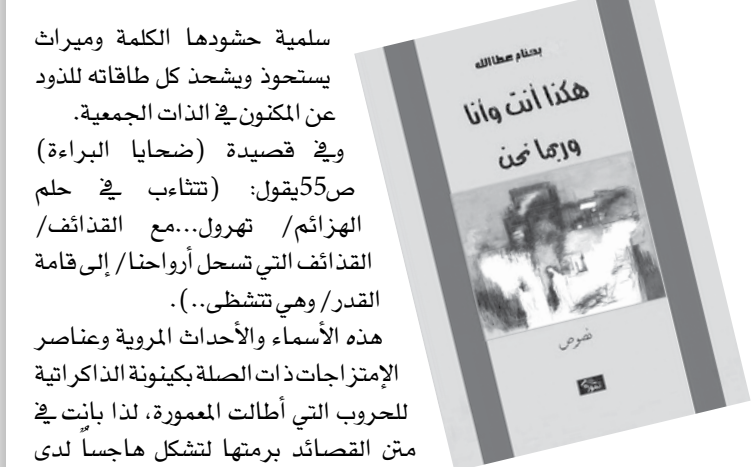 سلمية حشودها الكلمة وميراث
يستحوذ ويشحذ كل طاقاته للذود
عن المكنون في الذات الجمعية.
وفي قصيدة (ضحايا البراءة)
ص55يقول: (تتثاءب في حلم
الهزائم/ تهرول...مع القذائف/
القذائف التي تسحل أرواحنا/ إلى قامة
القدر/ وهي تتشظى..).
هذه الأسماء والأحداث المروية وعناصر
الإمتزاجات ذات الصلة بكينونة الذاكراتية
للحروب التي أطالت المعمورة، لذا بانت في
متن القصائد برمتها لتشكل هاجساً لدى
بهنام عطاالله
هكذا أنت وأنا
وربما نحن
نصوص